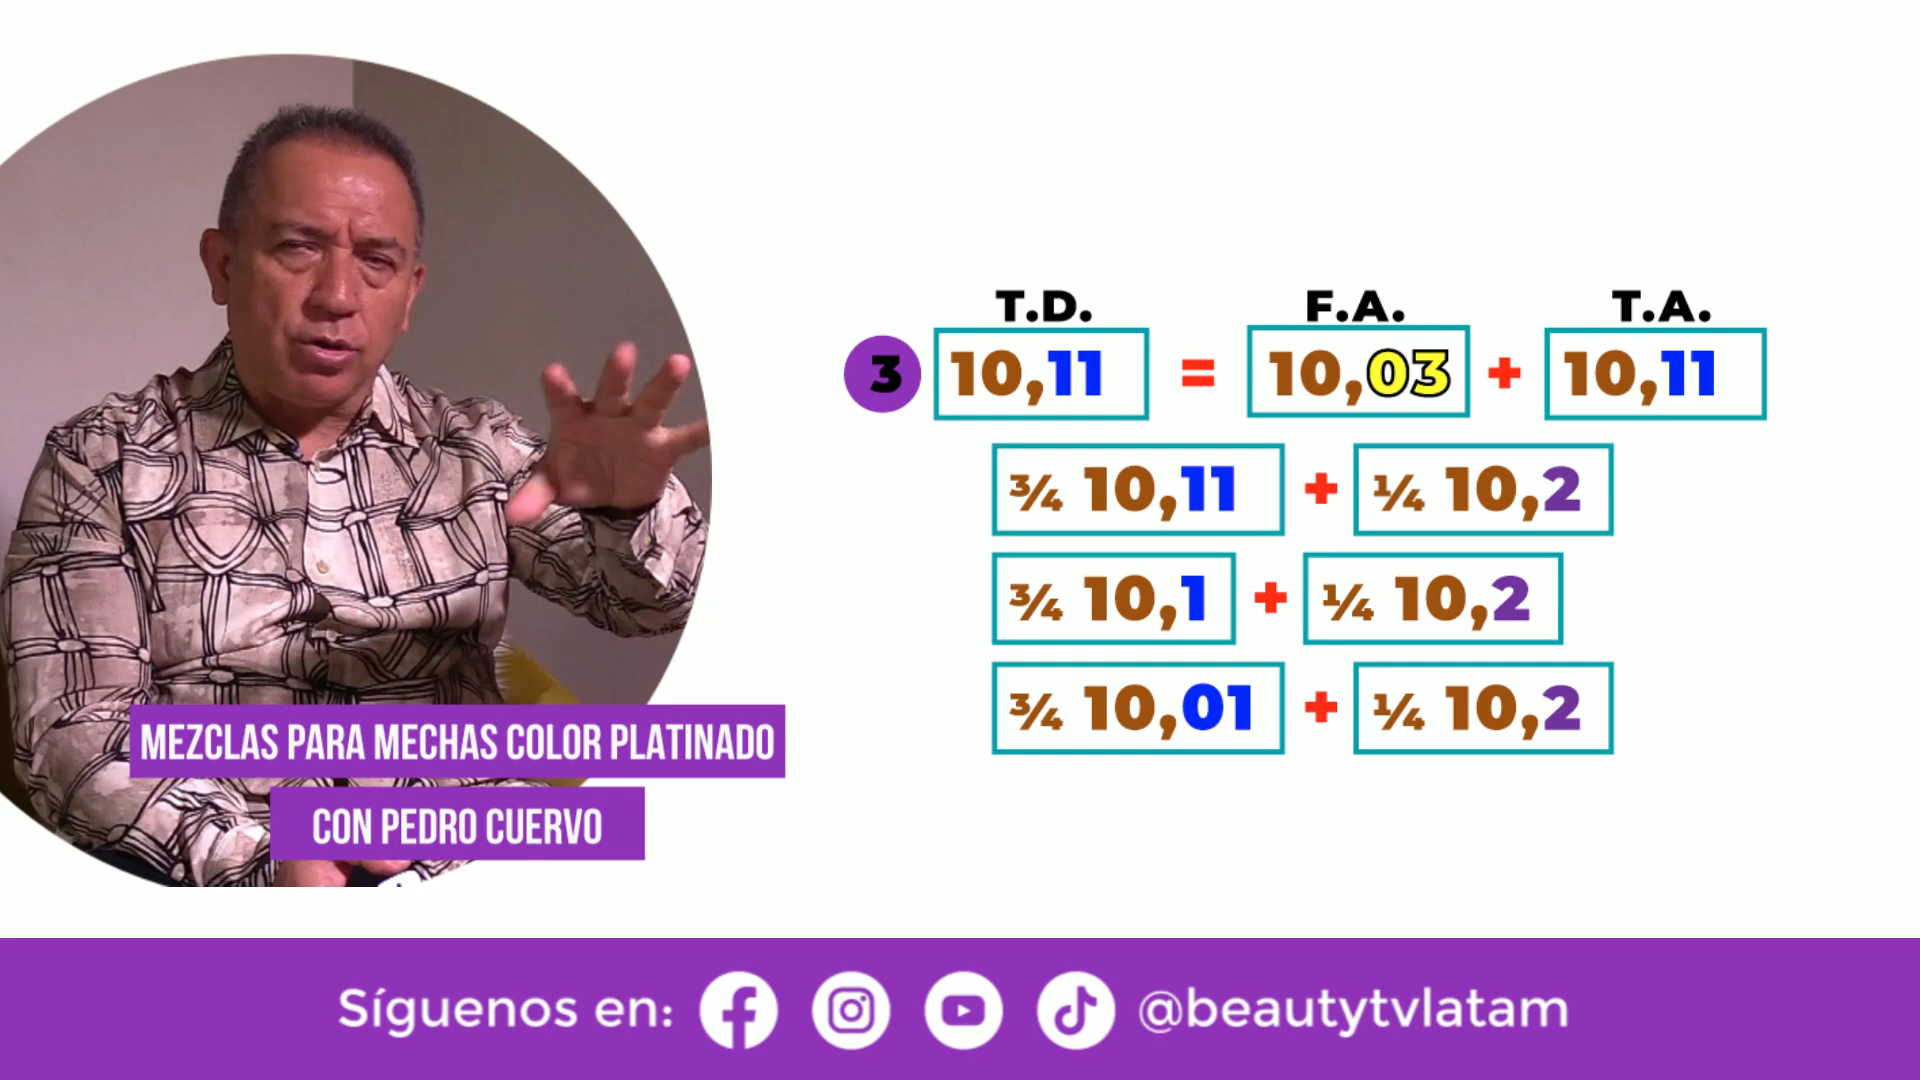 T.D. F.A. T.A.
3 10,11 = 10,03 + 10,11
¾ 10,11 + ¼ 10,2
¾ 10,1 + ¼ 10,2
¾ 10,01 + ¼ 10,2
MEZCLAS PARA MECHAS COLOR PLATINADO
CON PEDRO CUERVO
Síguenos en: @beautytvlatam